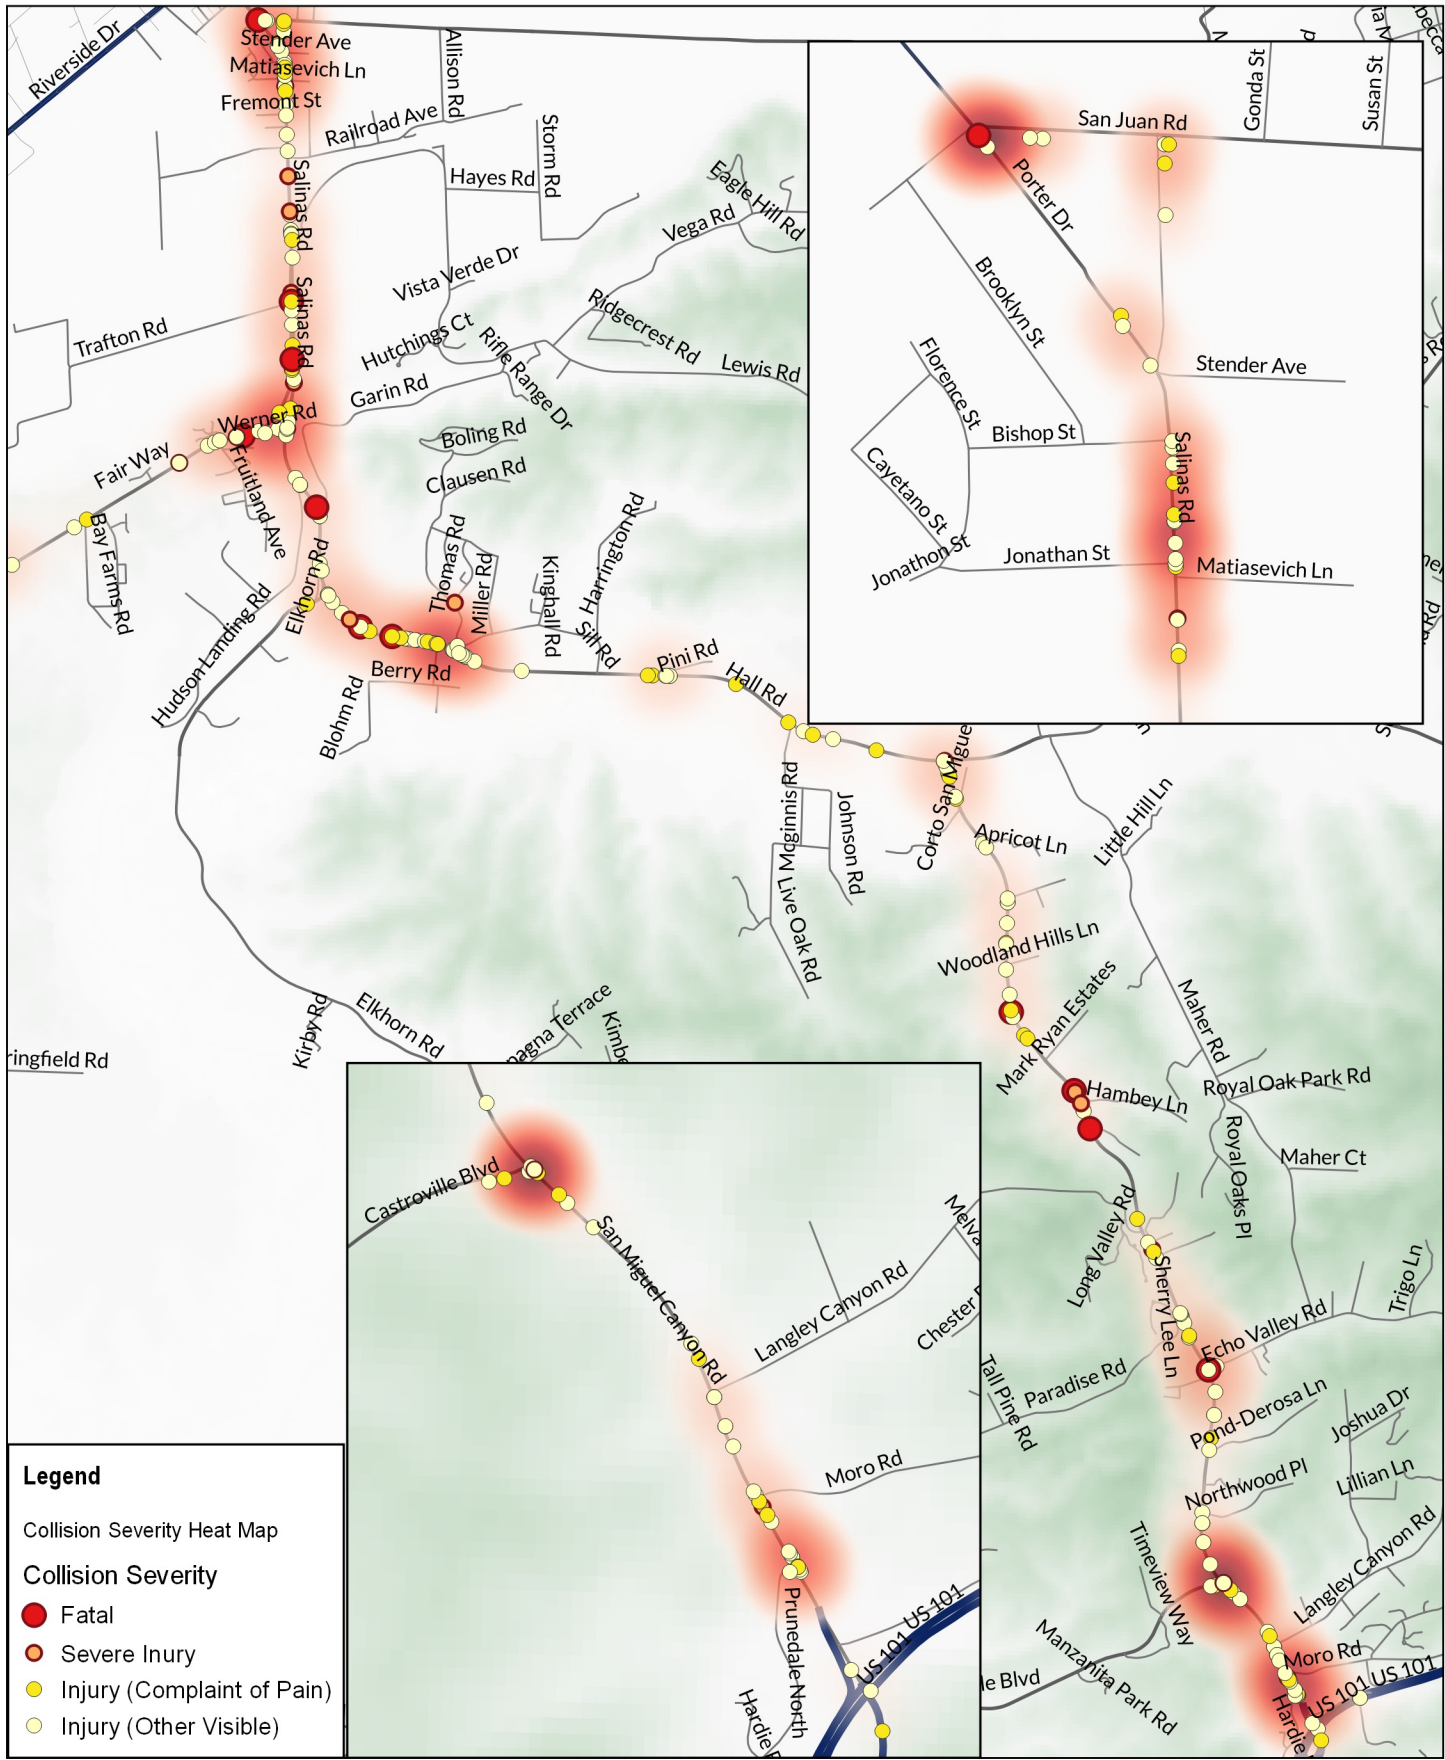 Riverside Dr
Stender Ave
Matiasevich Ln
Fremont St
Railroad Ave
Allison Rd
Storm Rd
Hayes Rd
Salinas Rd
Eagle Hill Rd
Vega Rd
Vista Verde Dr
Salinas Rd
Trafton Rd
Hutchings Ct
Rifle Range Dr
Ridgecrest Rd
Lewis Rd
Garin Rd
Werner Rd
Boling Rd
Clausen Rd
Fair Way
Fruitland Ave
Bay Farms Rd
Elkhorn Rd
Thomas Rd
Miller Rd
Kinghall Rd
Harrington Rd
Sill Rd
Hudson Landing Rd
Berry Rd
Blohm Rd
Pini Rd
Hall Rd
Gonda St
Susan St
San Juan Rd
Porter Dr
Brooklyn St
Florence St
Stender Ave
Bishop St
Salinas Rd
Cayetano St
Jonathon St
Jonathan St
Matiasevich Ln
Mcginnis Rd
Johnson Rd
Live Oak Rd
Corto San Migue
Apricot Ln
Little Hill Ln
Woodland Hills Ln
Mark Ryan Estates
Maher Rd
Hambey Ln
Royal Oak Park Rd
Royal Oaks Pl
Maher Ct
Kirby Rd
Elkhorn Rd
pagna Terrace
Kimbe
ringfield Rd
Long Valley Rd
Sherry Lee Ln
Echo Valley Rd
Trigo Ln
Tall Pine Rd
Paradise Rd
Pond-Derosa Ln
Joshua Dr
Lillian Ln
Northwood Pl
Timeview Way
Langley Canyon Rd
Manzanita Park Rd
le Blvd
Moro Rd
US 101 US 101
Hardie
Castroville Blvd
San Miguel Canyon Rd
Langley Canyon Rd
Melva
Chester
Moro Rd
Prunedale North
US 101 US 101
Hardie
Legend
Collision Severity Heat Map
Collision Severity
Fatal
Severe Injury
Injury (Complaint of Pain)
Injury (Other Visible)